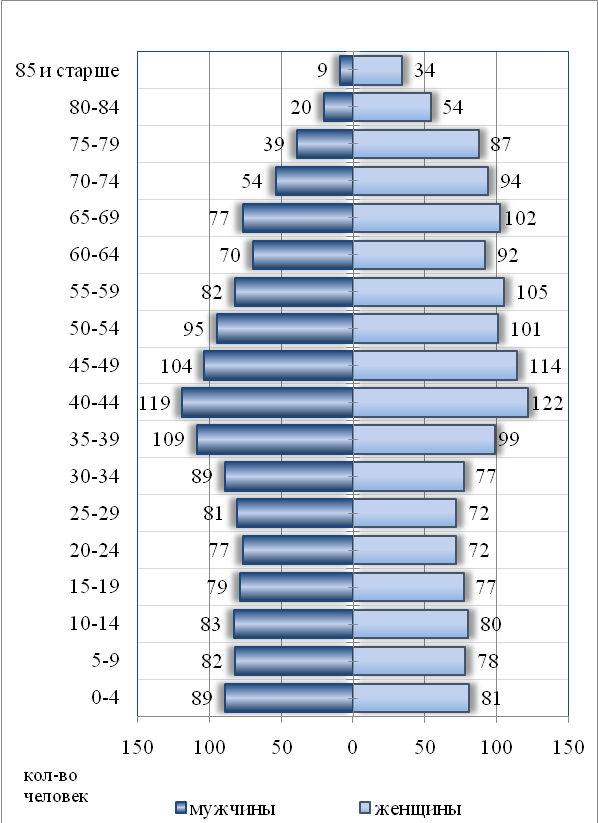 85 и старше 9 34
80-84 20 54
75-79 39 87
70-74 54 94
65-69 77 102
60-64 70 92
55-59 82 105
50-54 95 101
45-49 104 114
40-44 119 122
35-39 109 99
30-34 89 77
25-29 81 72
20-24 77 72
15-19 79 77
10-14 83 80
5-9 82 78
0-4 89 81
150 100 50 0 50 100 150
кол-во
человек
мужчины женщины